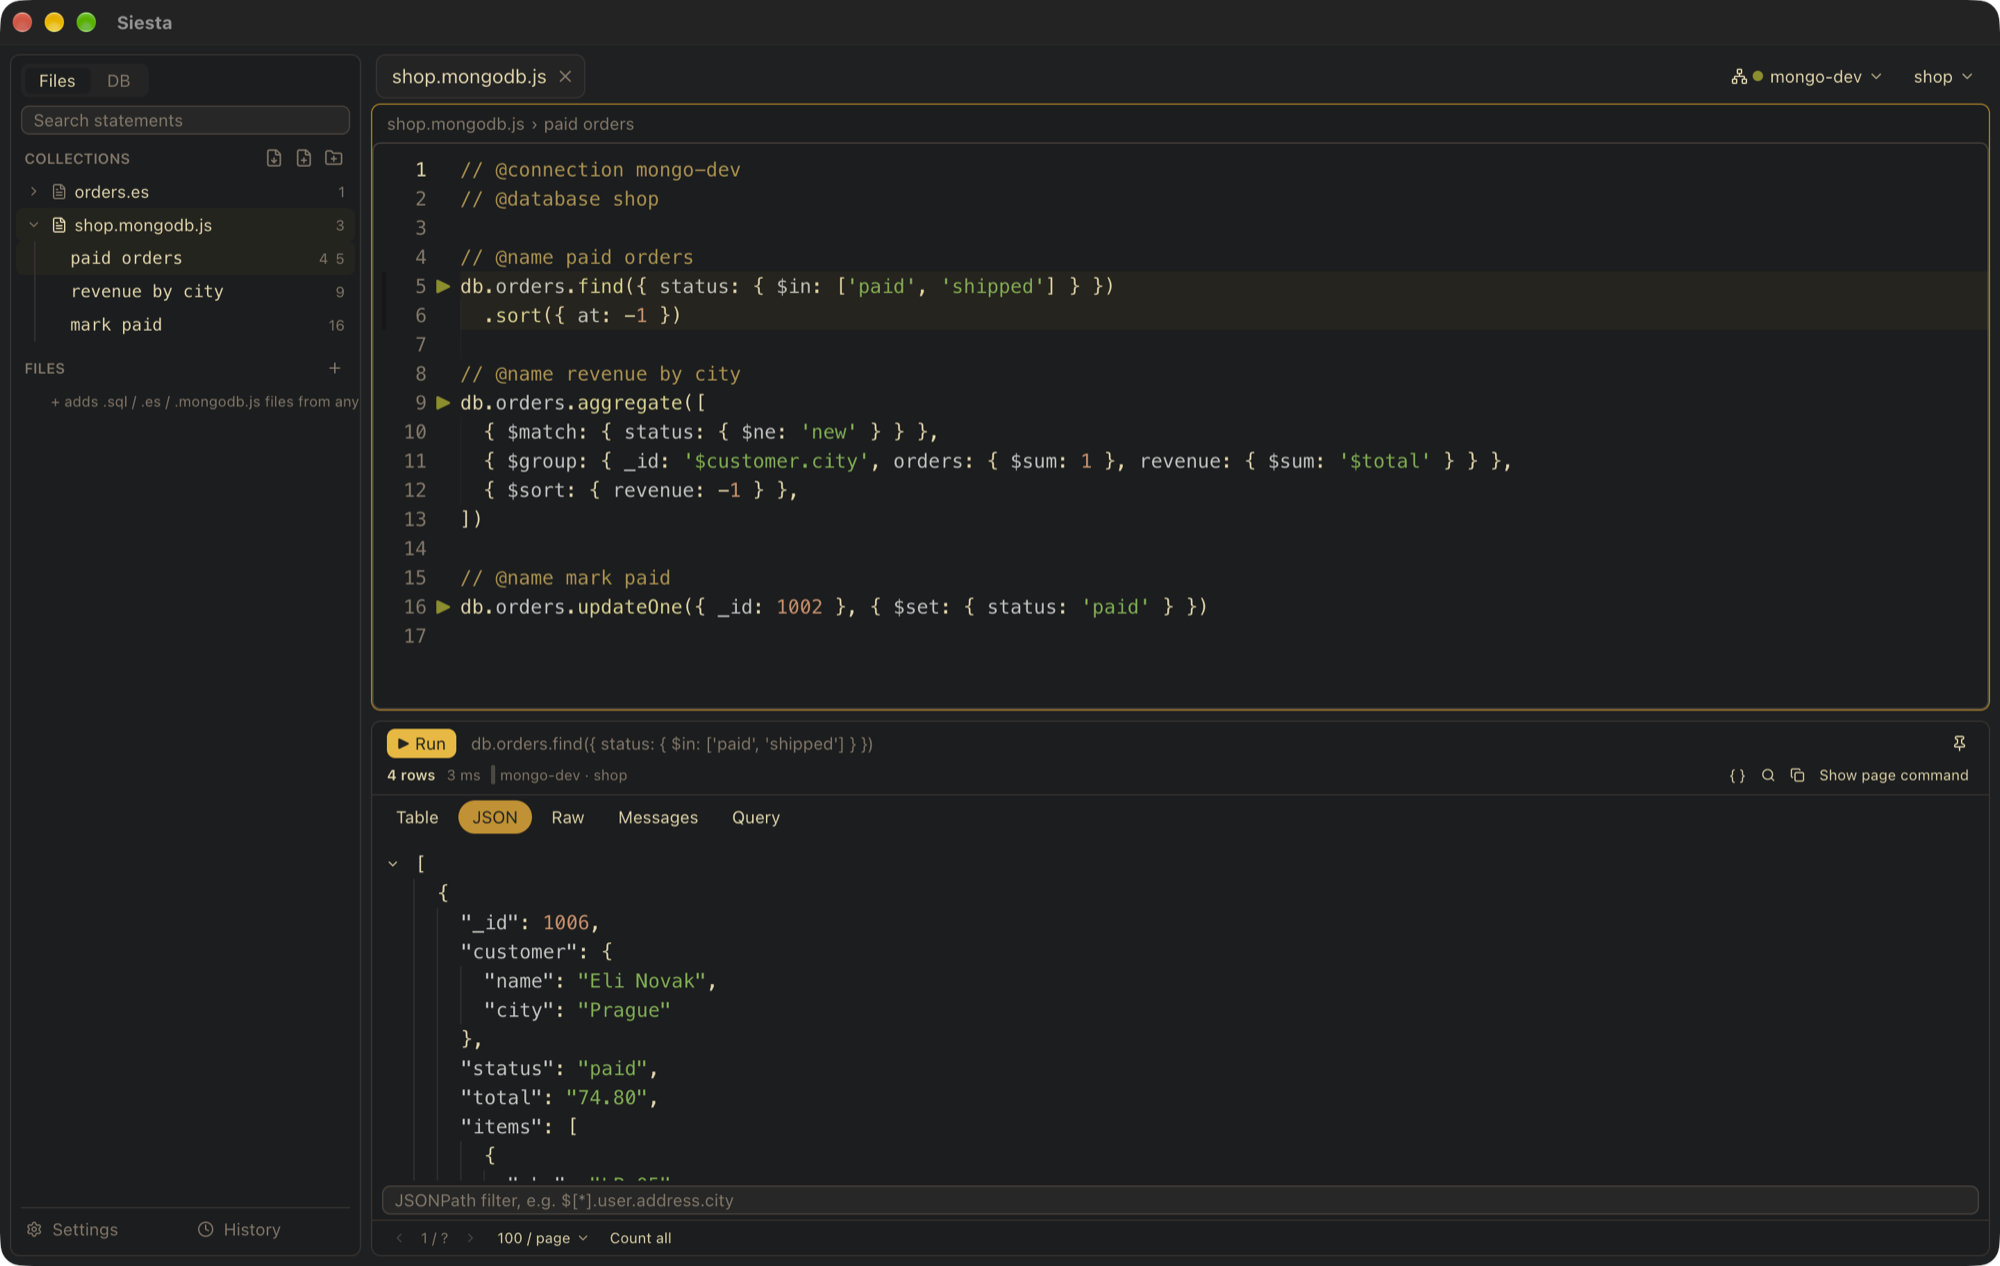 Siesta
Files DB
Search statements
COLLECTIONS
orders.es 1
shop.mongodb.js 3
paid orders 4 5
revenue by city 9
mark paid 16
FILES +
+ adds .sql / .es / .mongodb.js files from any
Settings History
shop.mongodb.js
mongo-dev shop
shop.mongodb.js › paid orders
1 // @connection mongo-dev
2 // @database shop
3
4 // @name paid orders
5 db.orders.find({ status: { $in: ['paid', 'shipped'] } })
6 .sort({ at: -1 })
7
8 // @name revenue by city
9 db.orders.aggregate([
10 { $match: { status: { $ne: 'new' } } },
11 { $group: { _id: '$customer.city', orders: { $sum: 1 }, revenue: { $sum: '$total' } } },
12 { $sort: { revenue: -1 } },
13 ])
14
15 // @name mark paid
16 db.orders.updateOne({ _id: 1002 }, { $set: { status: 'paid' } })
17
Run db.orders.find({ status: { $in: ['paid', 'shipped'] } })
4 rows 3 ms mongo-dev · shop
{} Show page command
Table JSON Raw Messages Query
[
{
"_id": 1006,
"customer": {
"name": "Eli Novak",
"city": "Prague"
},
"status": "paid",
"total": "74.80",
"items": [
{
JSONPath filter, e.g. $[*].user.address.city
1 / ? 100 / page Count all